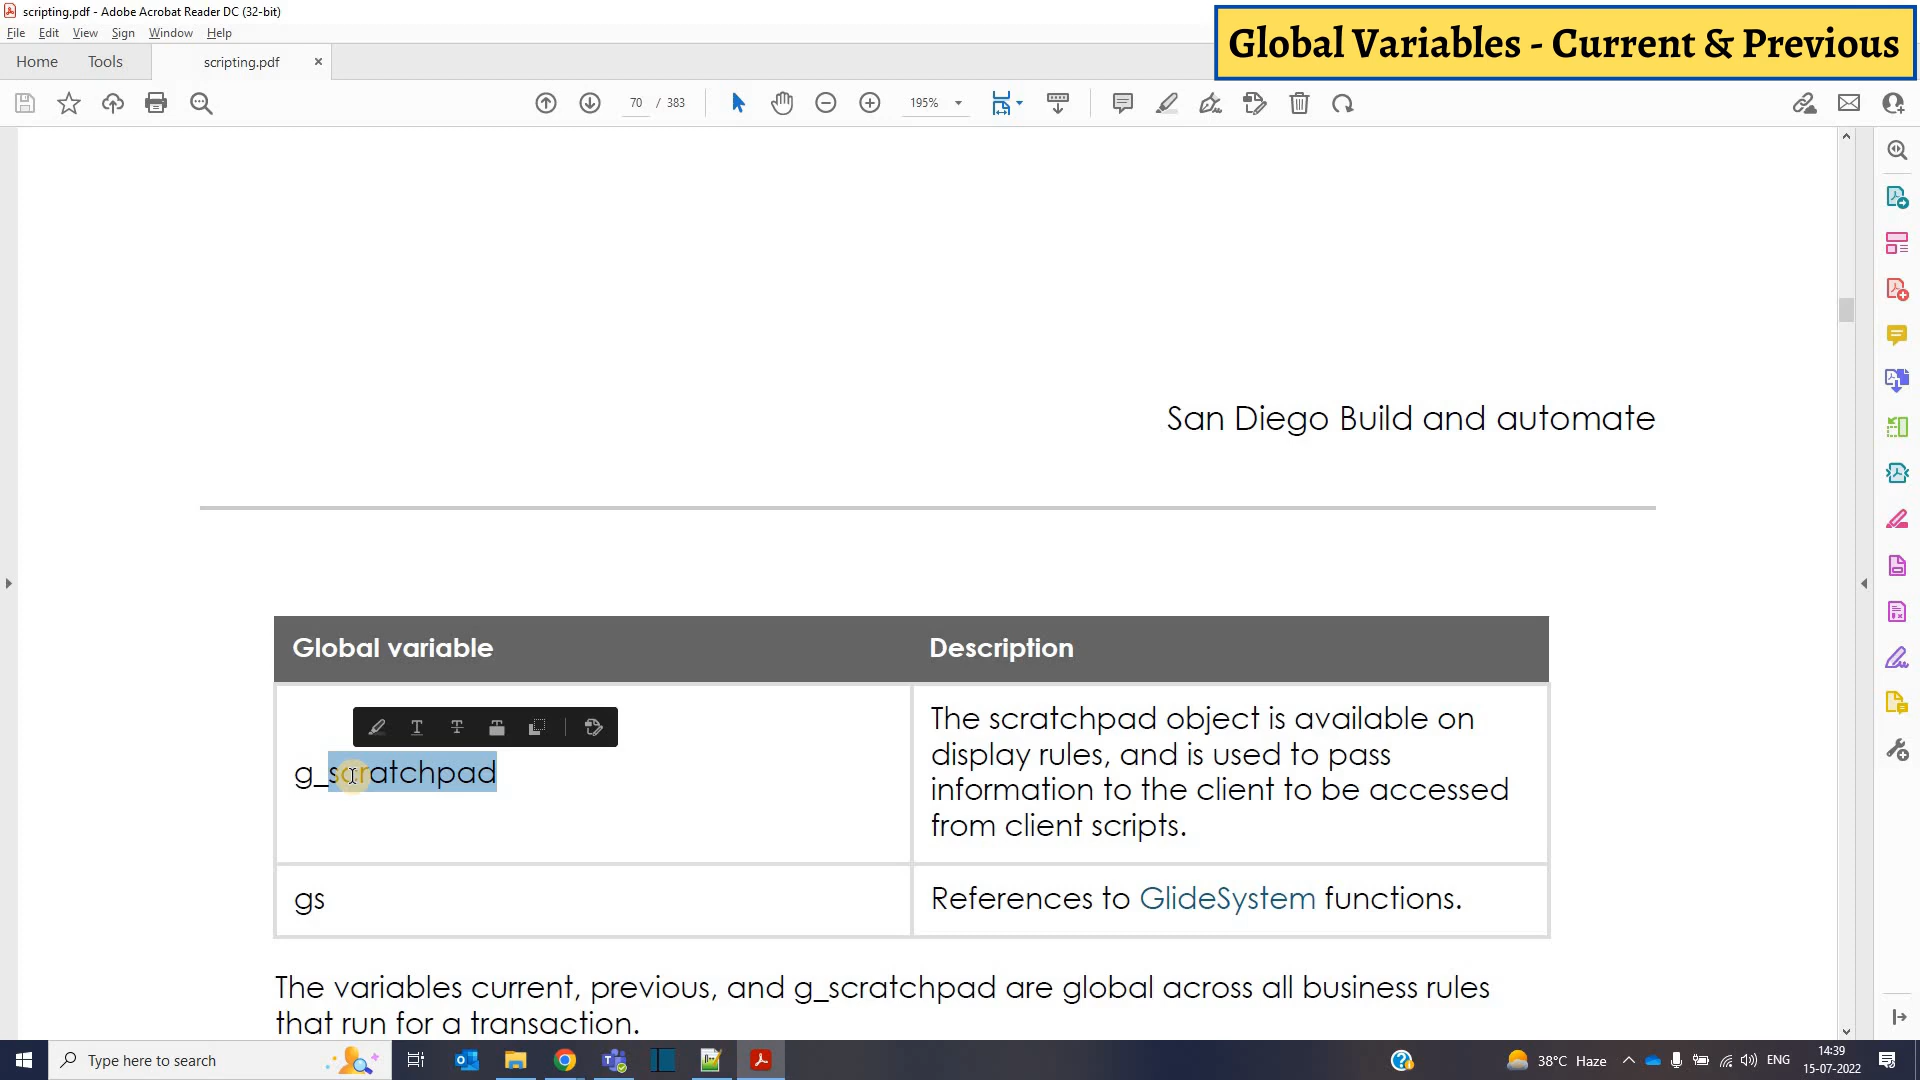 scripting.pdf - Adobe Acrobat Reader DC (32-bit)
Global Variables - Current & Previous
File Edit View Sign Window Help
Home Tools scripting.pdf ×
70 / 383 195%
San Diego Build and automate
Global variable Description
g_scratchpad
The scratchpad object is available on
display rules, and is used to pass
information to the client to be accessed
from client scripts.
gs References to GlideSystem functions.
The variables current, previous, and g_scratchpad are global across all business rules
that run for a transaction.
Type here to search
38°C Haze
ENG
14:39
15-07-2022